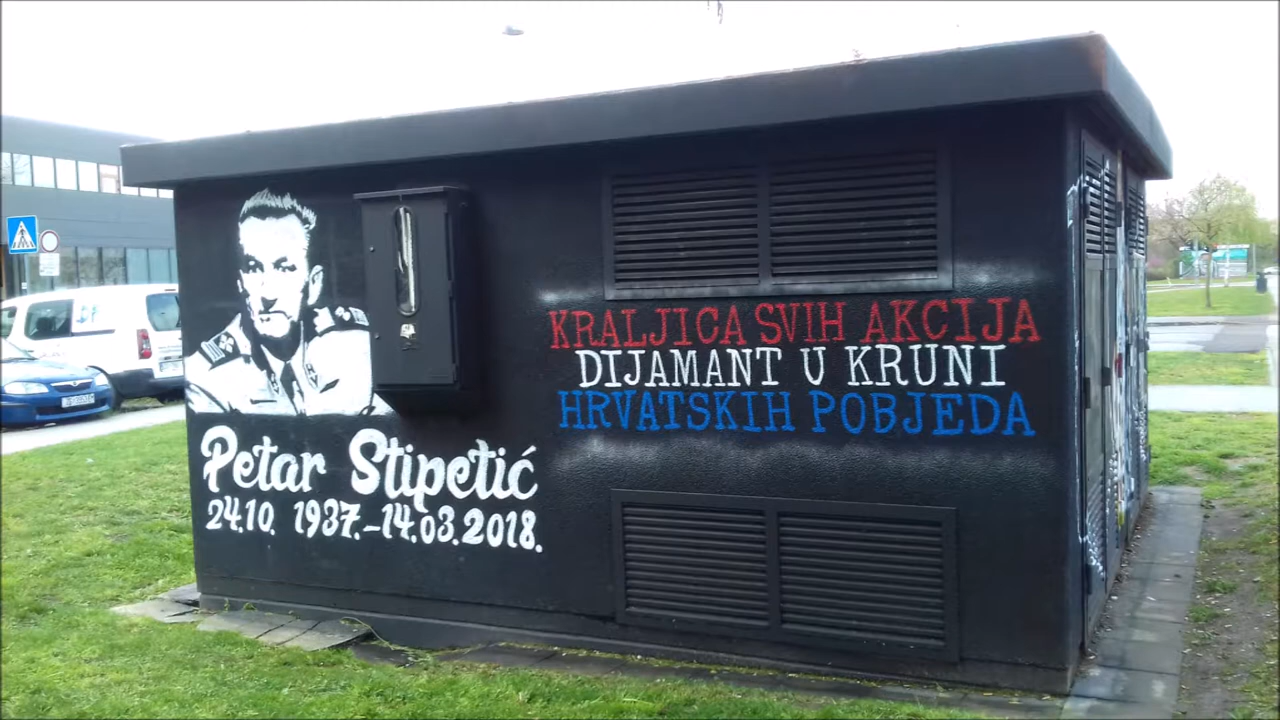 Petar Stipetić
24.10. 1937.-14.03.2018.
KRALJICA SVIH AKCIJA
DIJAMANT U KRUNI
HRVATSKIH POBJEDA